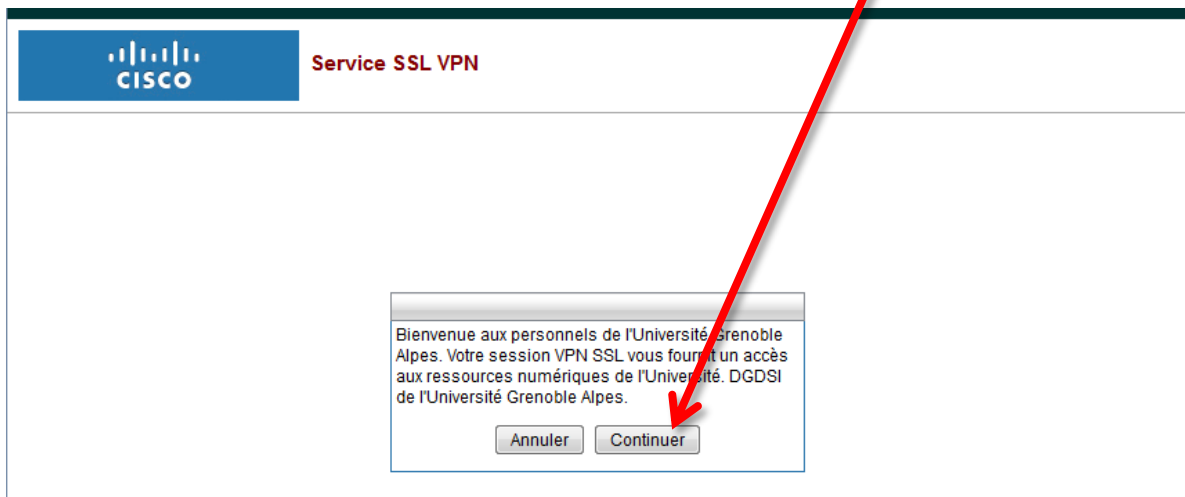 CISCO
Service SSL VPN
Bienvenue aux personnels de l'Université Grenoble
Alpes. Votre session VPN SSL vous fournit un accès
aux ressources numériques de l'Université. DGDSI
de l'Université Grenoble Alpes.
Annuler Continuer